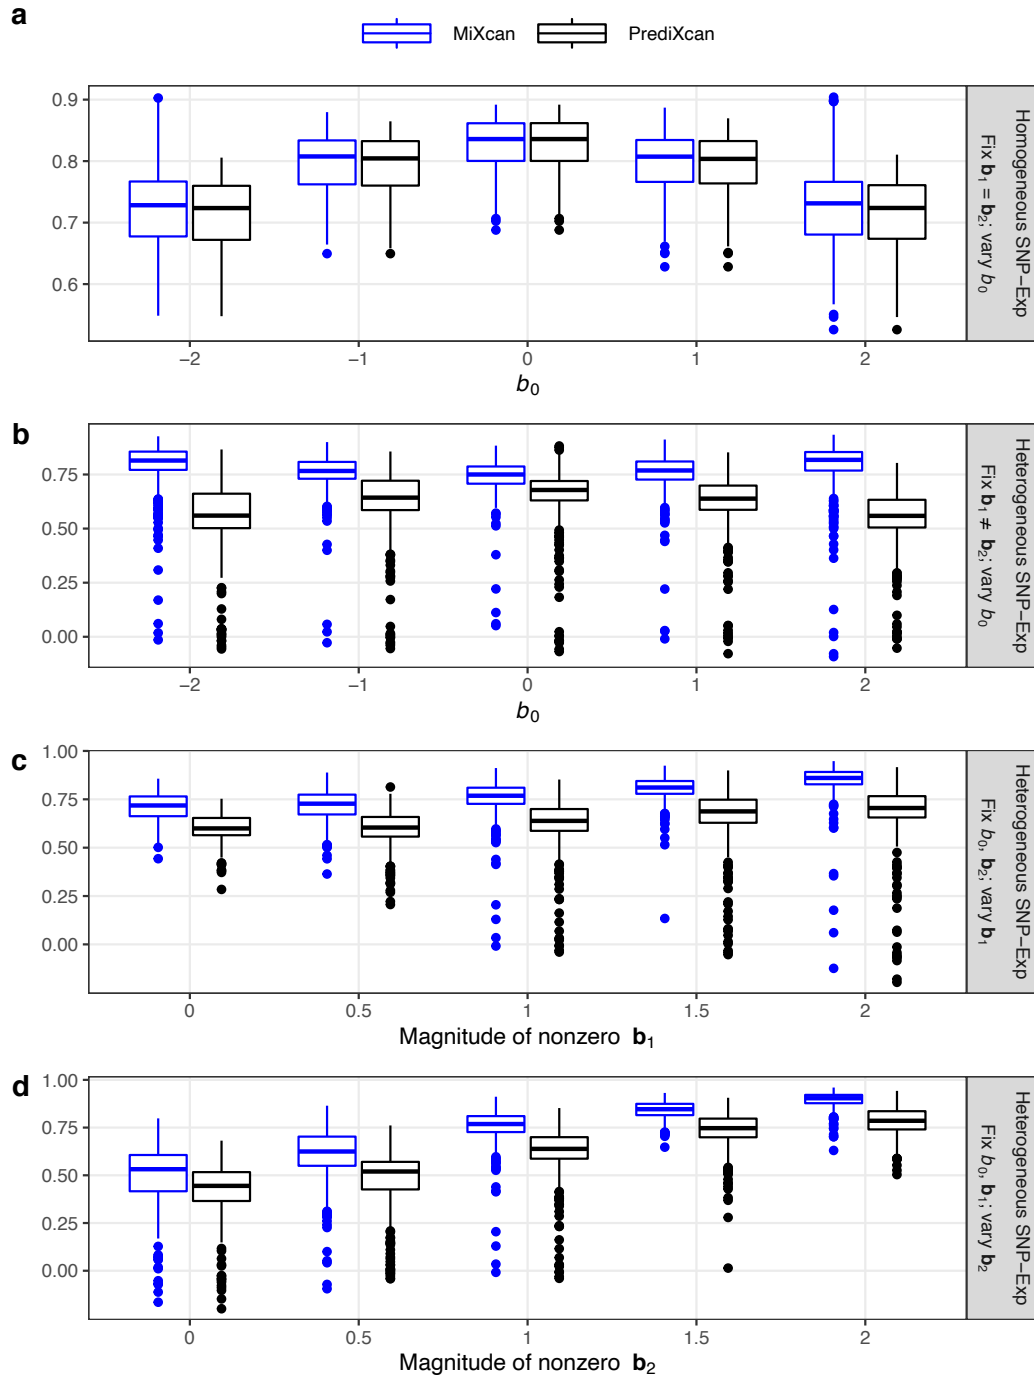 a
MiXcan PrediXcan
0.9
0.8
0.7
0.6
−2 −1 0 1 2
b₀
Homogeneous SNP−Exp
Fix b₁ = b₂; vary b₀
b
0.75
0.50
0.25
0.00
−2 −1 0 1 2
b₀
Heterogeneous SNP−Exp
Fix b₁ ≠ b₂; vary b₀
c
1.00
0.75
0.50
0.25
0.00
0 0.5 1 1.5 2
Magnitude of nonzero b₁
Heterogeneous SNP−Exp
Fix b₀, b₂; vary b₁
d
1.00
0.75
0.50
0.25
0.00
0 0.5 1 1.5 2
Magnitude of nonzero b₂
Heterogeneous SNP−Exp
Fix b₀, b₁; vary b₂